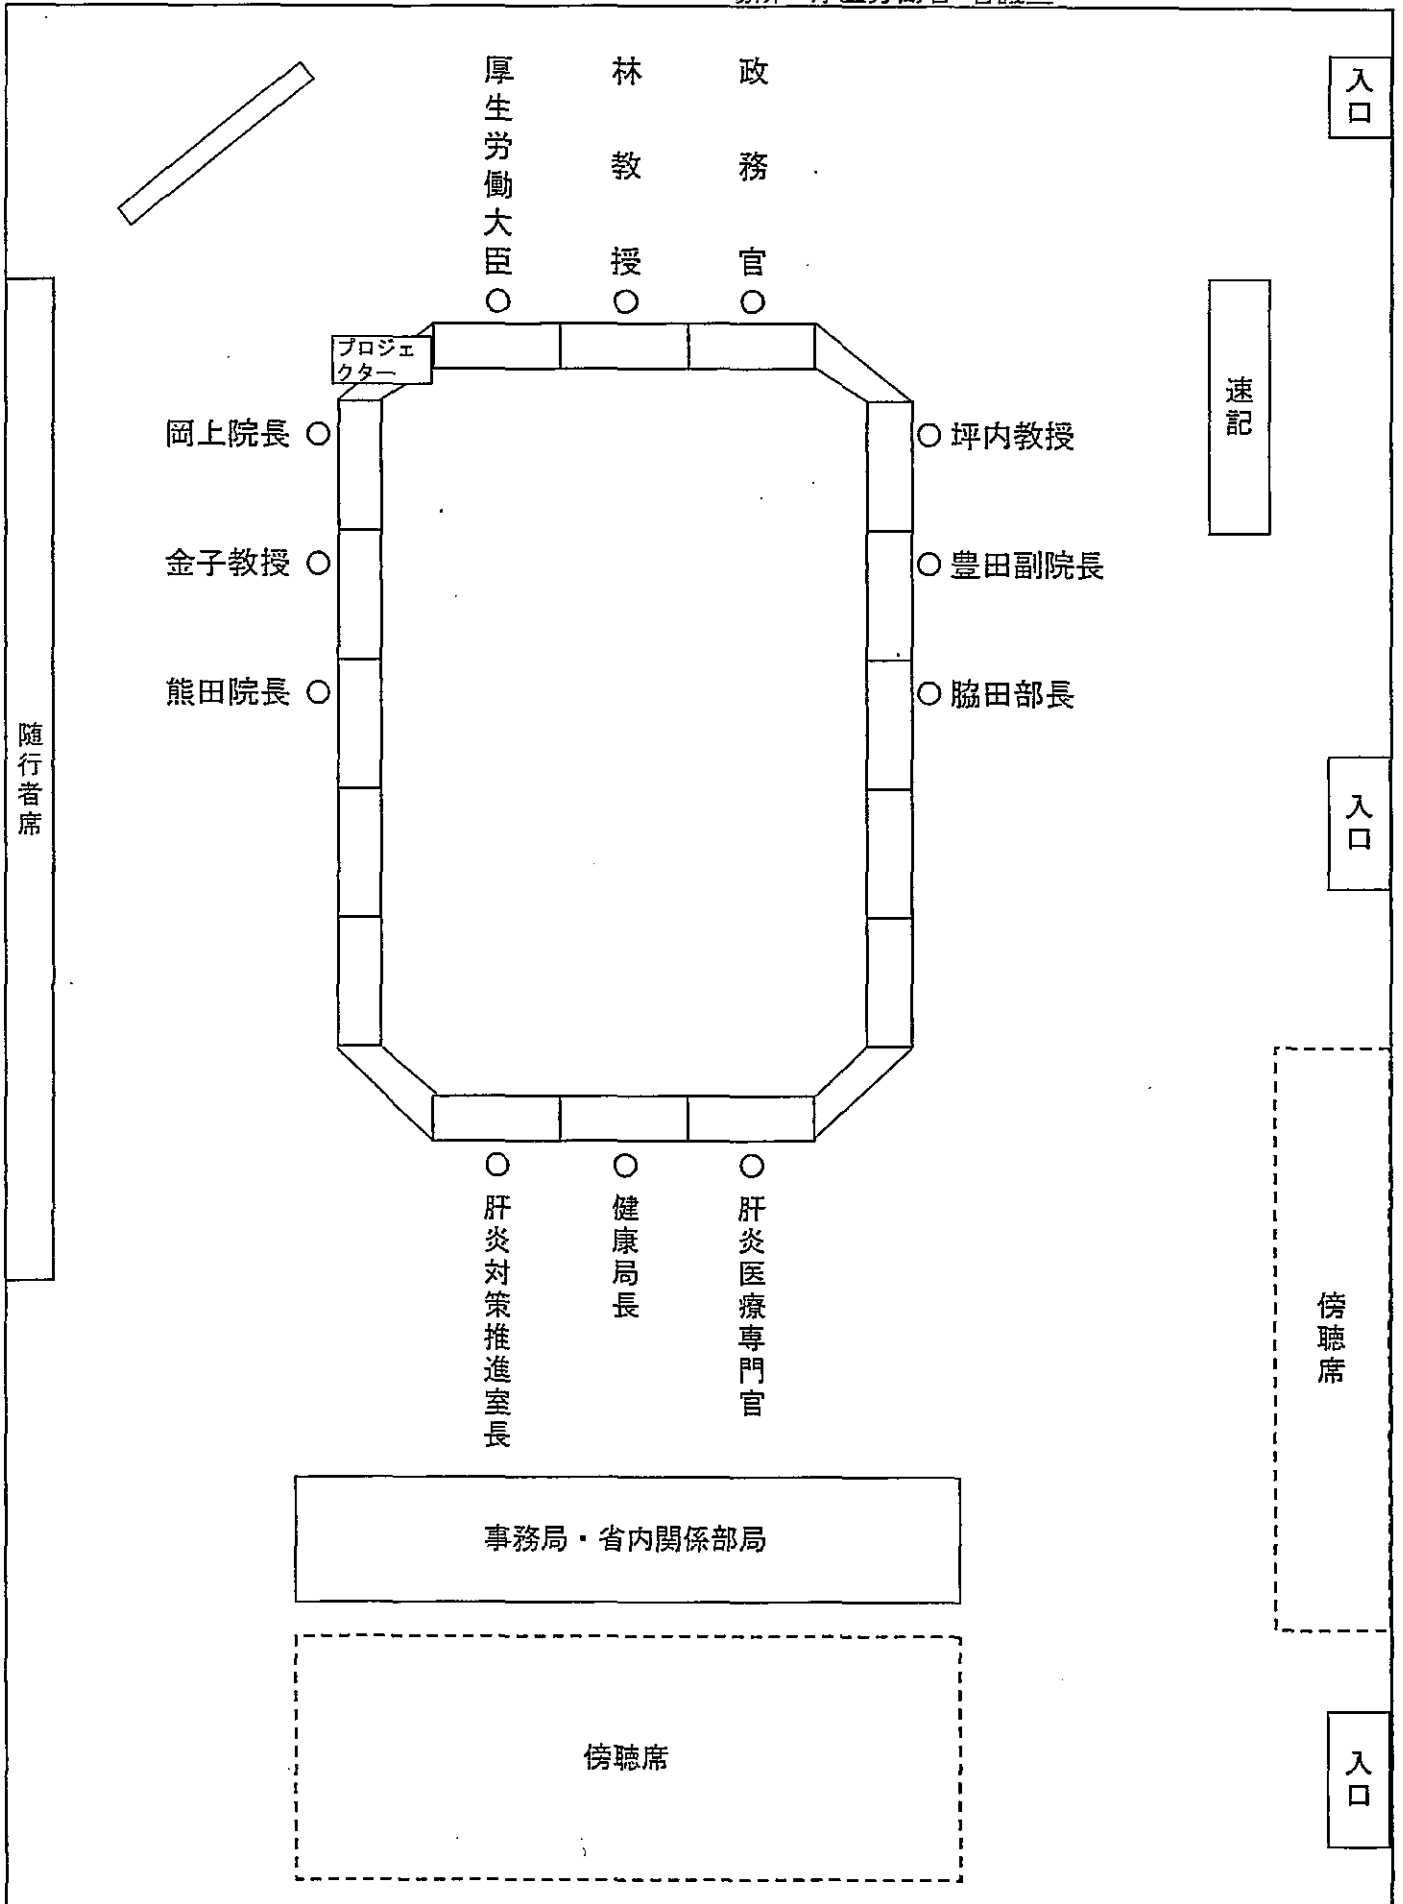 厚生労働大臣
林教授
政務官
入口
プロジェ
クター
速記
岡上院長
坪内教授
金子教授
豊田副院長
熊田院長
脇田部長
随行者席
入口
肝炎対策推進室長
健康局長
肝炎医療専門官
傍聴席
事務局・省内関係部局
傍聴席
入口